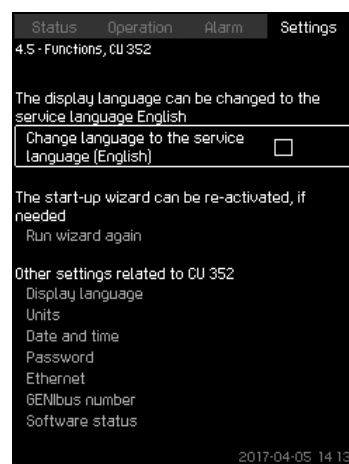 Status Operation Alarm Settings
4.5 - Functions, CU 352
The display language can be changed to the
service language English
Change language to the service
language (English)
The start-up wizard can be re-activated, if
needed
Run wizard again
Other settings related to CU 352
Display language
Units
Date and time
Password
Ethernet
GENIbus number
Software status
2017-04-05 14 13